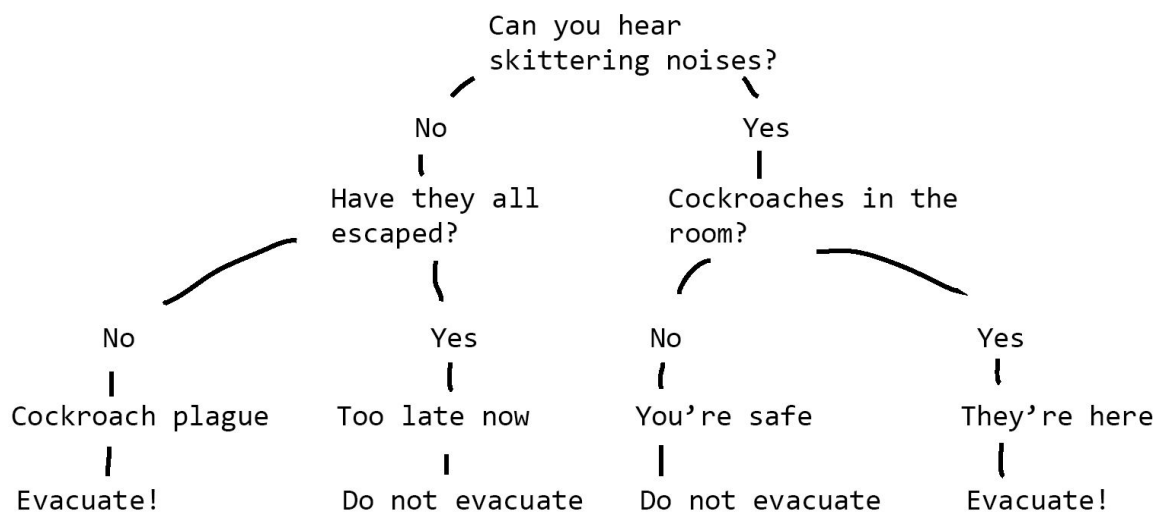 Can you hear
skittering noises?
No
Yes
Have they all
escaped?
Cockroaches in the
room?
No
Yes
No
Yes
Cockroach plague
Too late now
You’re safe
They’re here
Evacuate!
Do not evacuate
Do not evacuate
Evacuate!